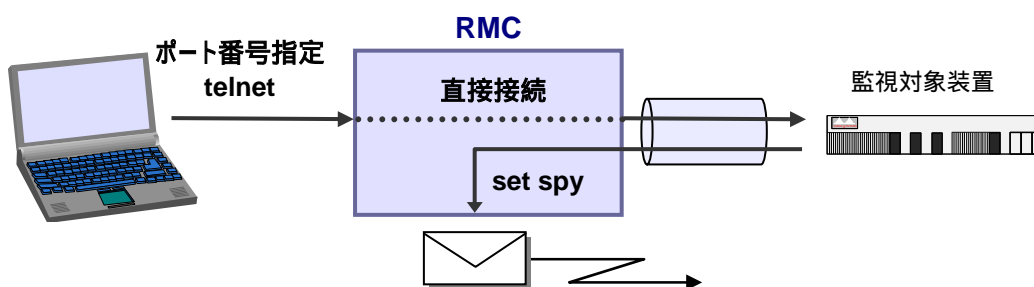 RMC
ポート番号指定
telnet
直接接続
監視対象装置
set spy